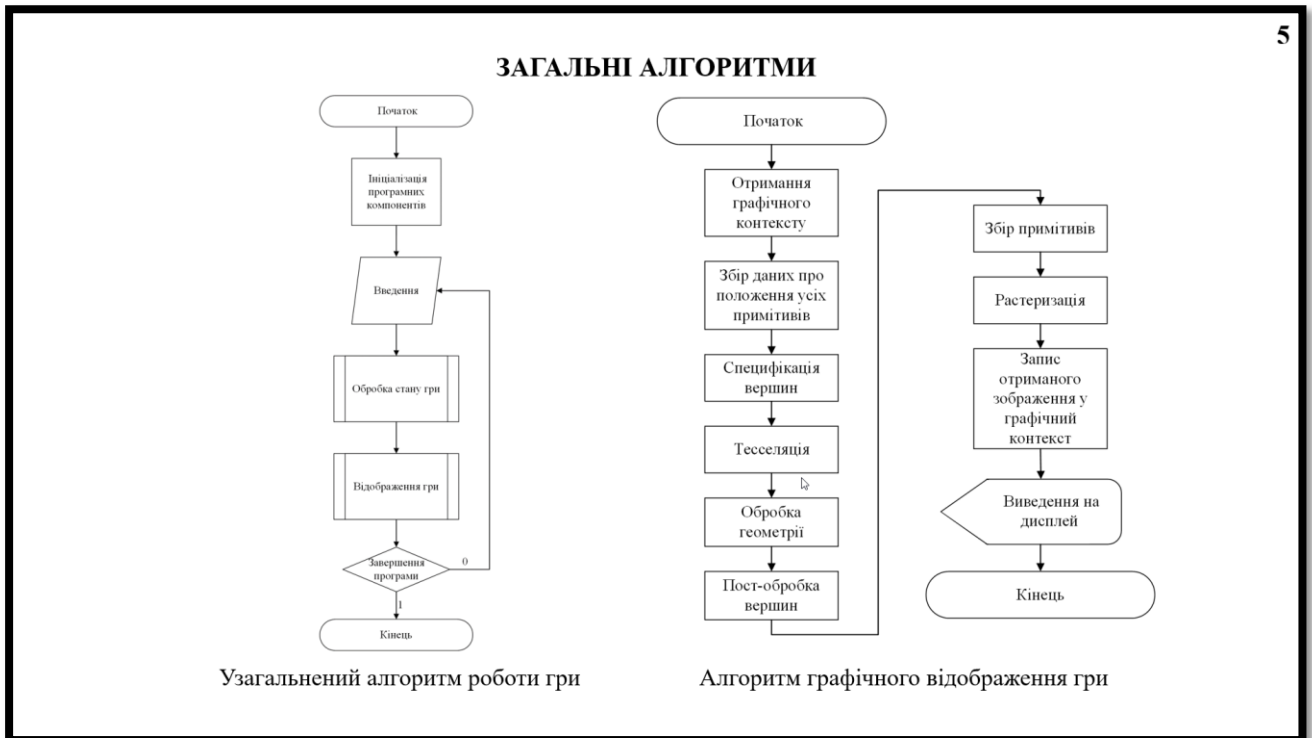 5
ЗАГАЛЬНІ АЛГОРИТМИ
Початок
Ініціалізація
програмних
компонентів
Введення
Обробка стану гри
Відображення гри
Завершення
програми
0
1
Кінець
Узагальнений алгоритм роботи гри
Початок
Отримання
графічного
контексту
Збір даних про
положення усіх
примітивів
Специфікація
вершин
Тесселяція
Обробка
геометрії
Пост-обробка
вершин
Збір примітивів
Растеризація
Запис
отриманого
зображення у
графічний
контекст
Виведення на
дисплей
Кінець
Алгоритм графічного відображення гри